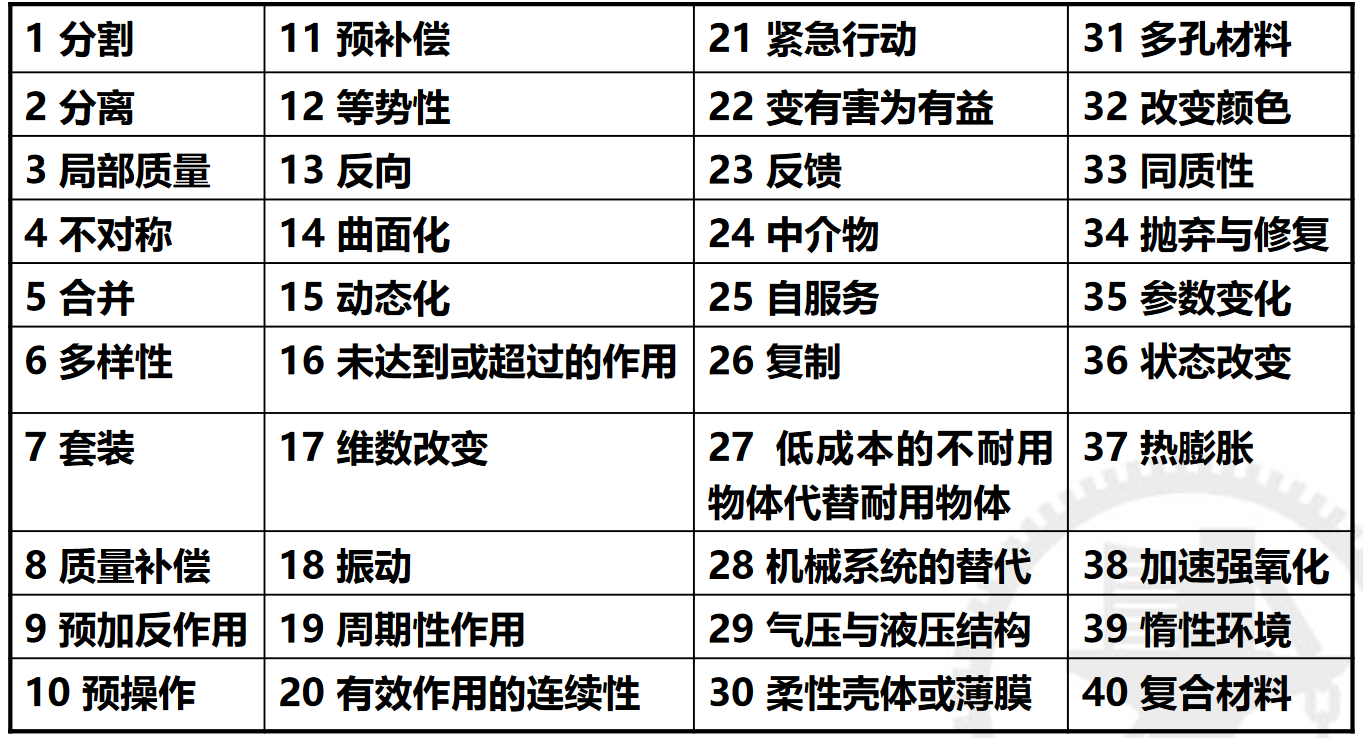 1 分割
11 预补偿
21 紧急行动
31 多孔材料
2 分离
12 等势性
22 变有害为有益
32 改变颜色
3 局部质量
13 反向
23 反馈
33 同质性
4 不对称
14 曲面化
24 中介物
34 抛弃与修复
5 合并
15 动态化
25 自服务
35 参数变化
6 多样性
16 未达到或超过的作用
26 复制
36 状态改变
7 套装
17 维数改变
27 低成本的不耐用
物体代替耐用物体
37 热膨胀
8 质量补偿
18 振动
28 机械系统的替代
38 加速强氧化
9 预加反作用
19 周期性作用
29 气压与液压结构
39 惰性环境
10 预操作
20 有效作用的连续性
30 柔性壳体或薄膜
40 复合材料